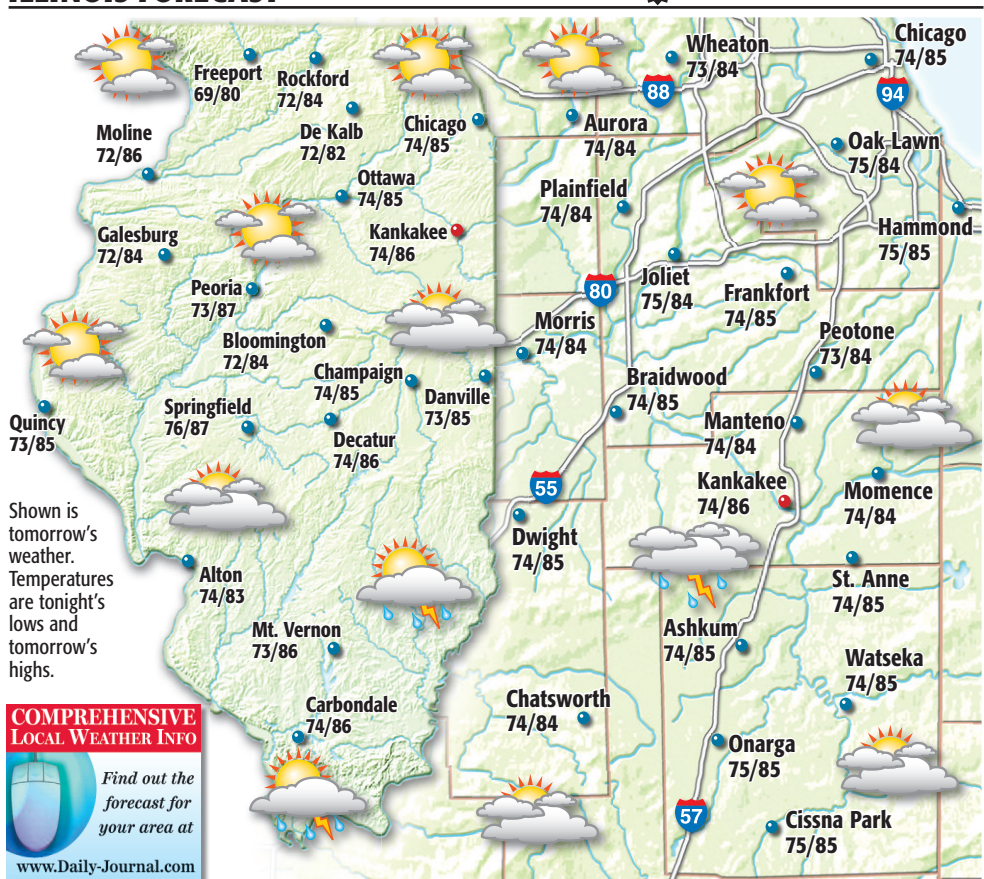 ILLINOIS FORECAST
Freeport
69/80
Rockford
72/84
De Kalb
72/82
Chicago
74/85
Moline
72/86
Ottawa
74/85
Kankakee
74/86
Galesburg
72/84
Peoria
73/87
Bloomington
72/84
Champaign
74/85
Danville
73/85
Quincy
73/85
Springfield
76/87
Decatur
74/86
Shown is
tomorrow's
weather.
Temperatures
are tonight's
lows and
tomorrow's
highs.
Alton
74/83
Mt. Vernon
73/86
Carbondale
74/86
COMPREHENSIVE
LOCAL WEATHER INFO
Find out the
forecast for
your area at
www.Daily-Journal.com
Wheaton
73/84
Chicago
74/85
88
94
Aurora
74/84
Oak Lawn
75/84
Plainfield
74/84
Hammond
75/85
80
Joliet
75/84
Frankfort
74/85
Morris
74/84
Peotone
73/84
Braidwood
74/85
Manteno
74/84
55
Kankakee
74/86
Momence
74/84
Dwight
74/85
St. Anne
74/85
Ashkum
74/85
Watseka
74/85
Chatsworth
74/84
Onarga
75/85
57
Cissna Park
75/85